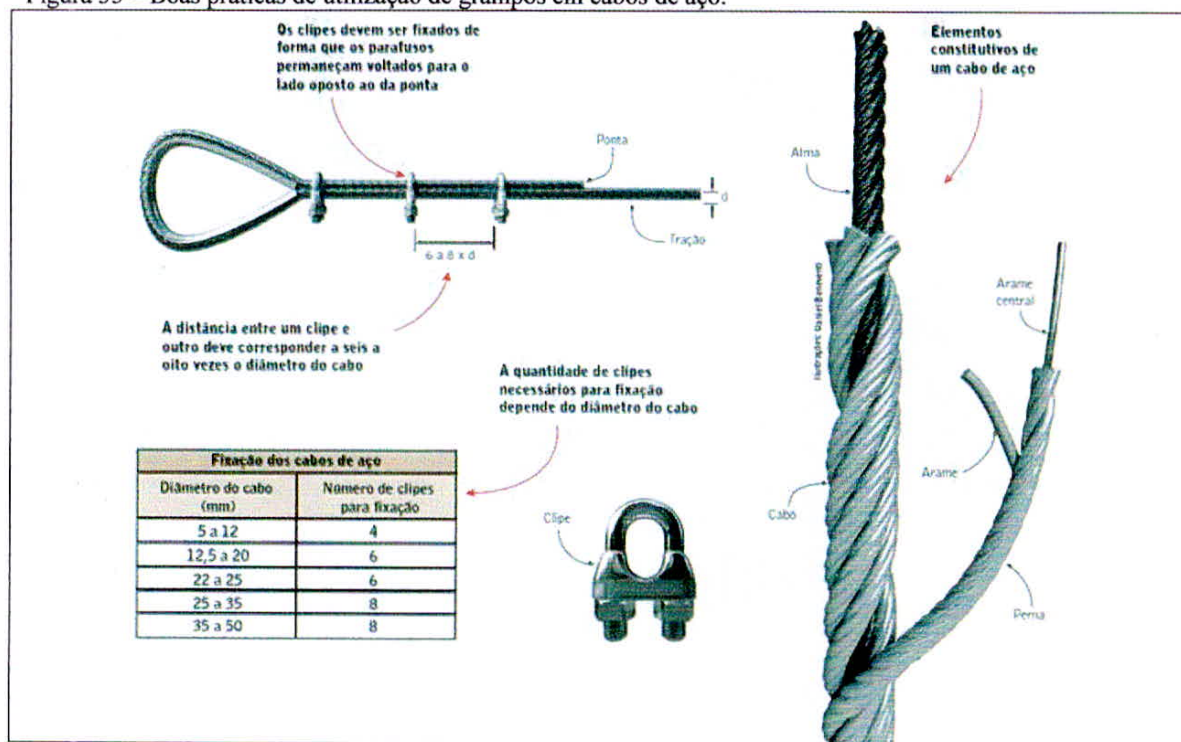 Figura 55 – Boas práticas de utilização de grampos em cabos de aço.
Os clipes devem ser fixados de
forma que os parafusos
permaneçam voltados para o
lado oposto ao da ponta
Ponta
d
Tração
6 a 8 x d
A distância entre um clipe e
outro deve corresponder a seis a
oito vezes o diâmetro do cabo
A quantidade de clipes
necessários para fixação
depende do diâmetro do cabo
Fixação dos cabos de aço
Diâmetro do cabo
(mm)
Número de clipes
para fixação
5 a 12 4
12,5 a 20 6
22 a 25 6
25 a 35 8
35 a 50 8
Clipe
Elementos
constitutivos de
um cabo de aço
Alma
Ilustrações: Daniel Beneventi
Arame
central
Arame
Cabo
Perna